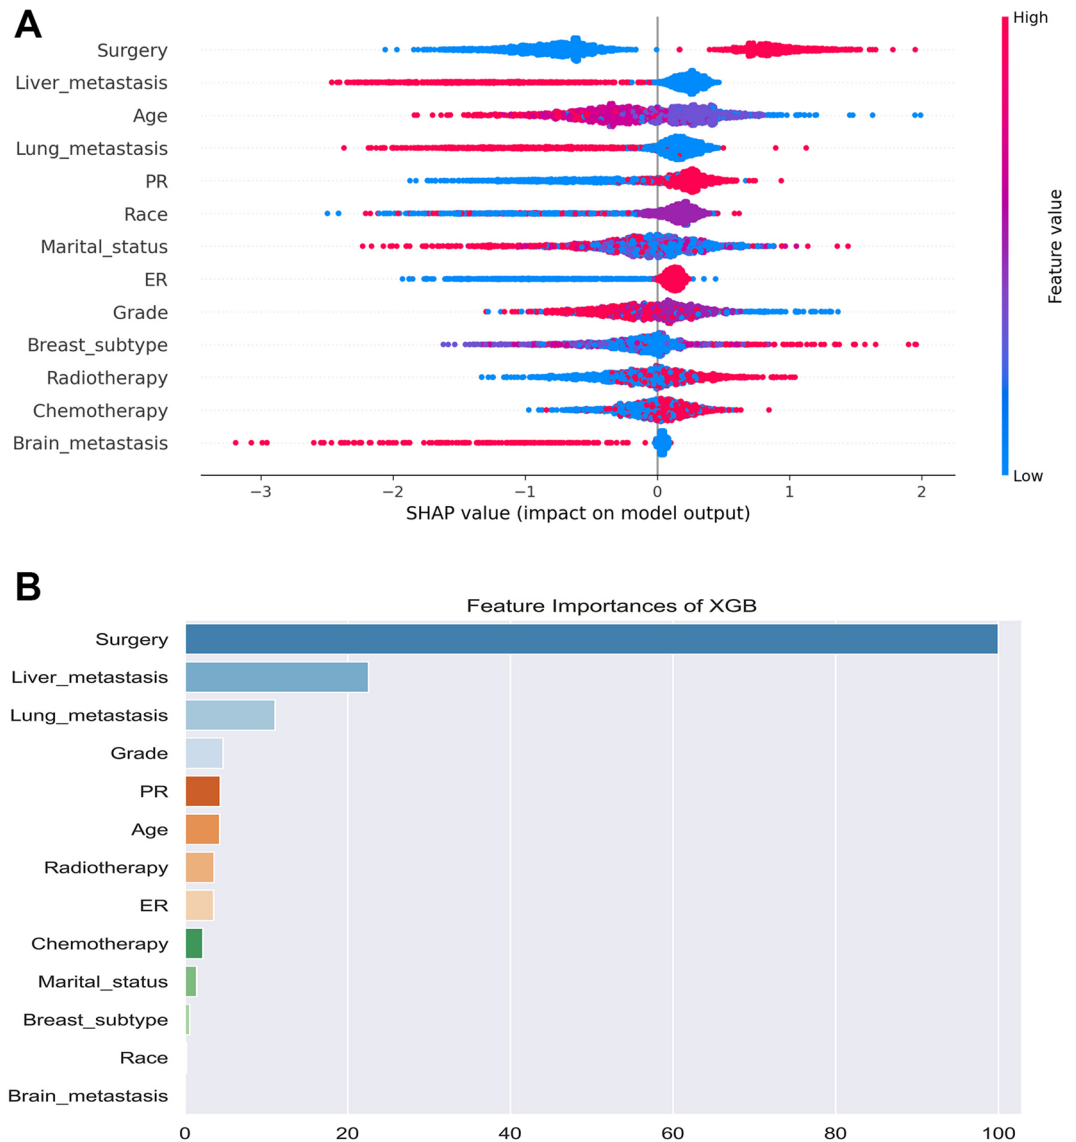 A
Surgery
Liver_metastasis
Age
Lung_metastasis
PR
Race
Marital_status
ER
Grade
Breast_subtype
Radiotherapy
Chemotherapy
Brain_metastasis
−3 −2 −1 0 1 2
SHAP value (impact on model output)
High
Feature value
Low
B
Feature Importances of XGB
Surgery
Liver_metastasis
Lung_metastasis
Grade
PR
Age
Radiotherapy
ER
Chemotherapy
Marital_status
Breast_subtype
Race
Brain_metastasis
0 20 40 60 80 100